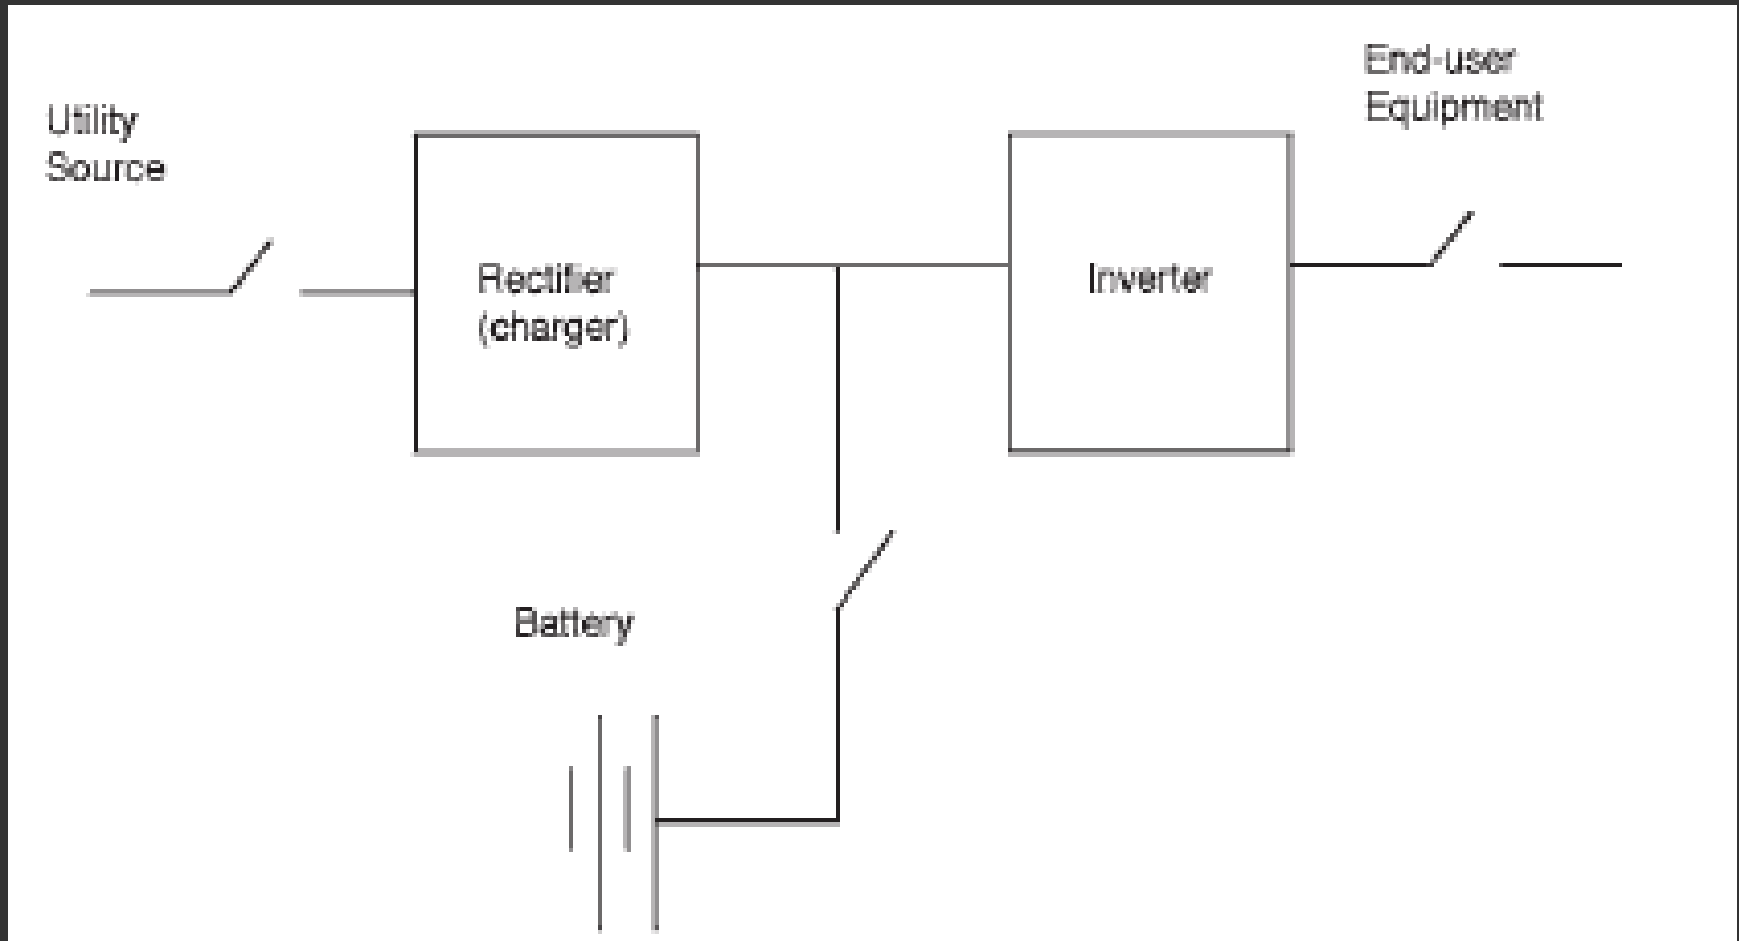 Utility
Source
End-user
Equipment
Rectifier
(charger)
Inverter
Battery